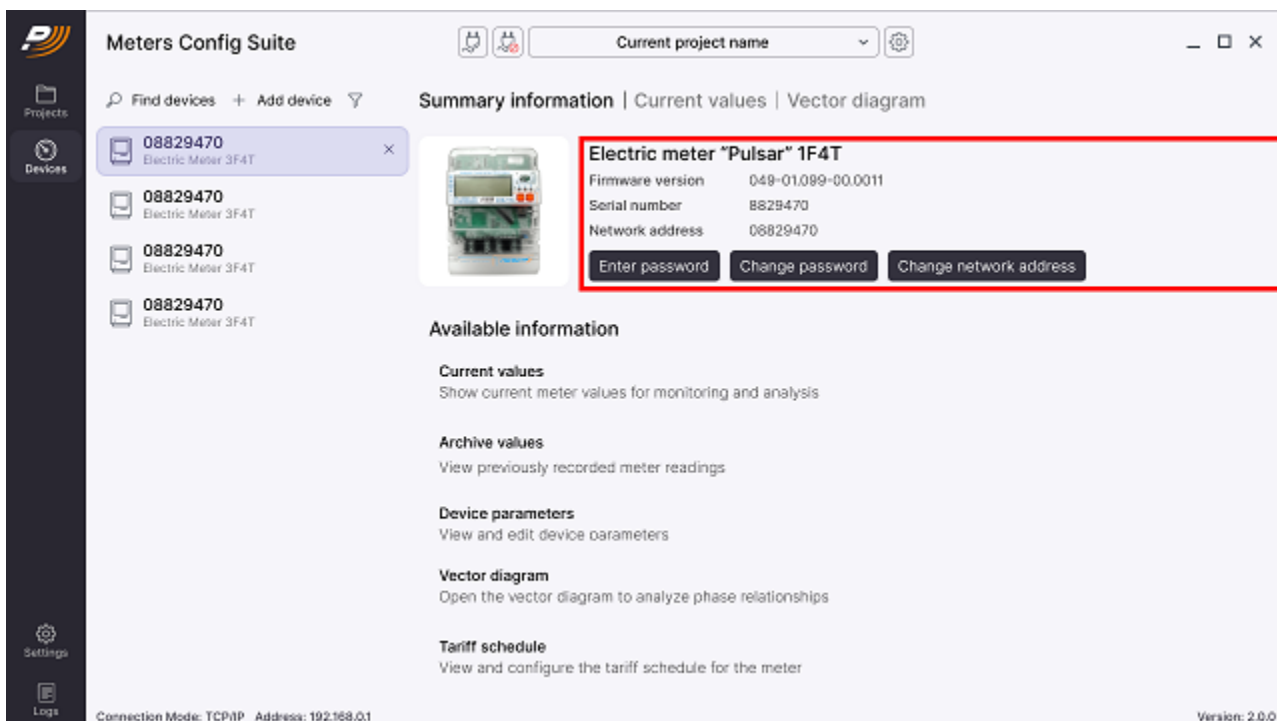 Meters Config Suite
Current project name
Projects
Devices
Settings
Logs
Find devices + Add device
08829470
Electric Meter 3F4T
08829470
Electric Meter 3F4T
08829470
Electric Meter 3F4T
08829470
Electric Meter 3F4T
Summary information | Current values | Vector diagram
Electric meter “Pulsar” 1F4T
Firmware version 049-01.099-00.0011
Serial number 8829470
Network address 08829470
Enter password Change password Change network address
Available information
Current values
Show current meter values for monitoring and analysis
Archive values
View previously recorded meter readings
Device parameters
View and edit device parameters
Vector diagram
Open the vector diagram to analyze phase relationships
Tariff schedule
View and configure the tariff schedule for the meter
Connection Mode: TCP/IP Address: 192.168.0.1
Version: 2.0.0